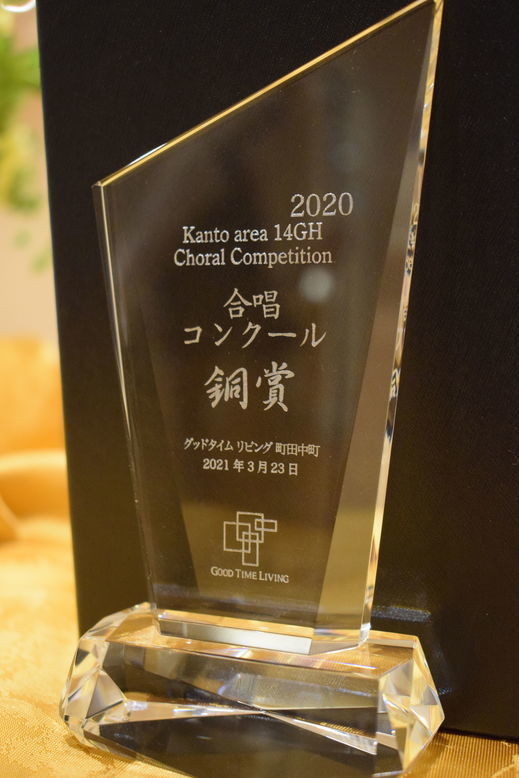 2020
Kanto area 14GH
Choral Competition
合唱
コンクール
銅賞
グッドタイム リビング 町田中町
2021年3月23日
GOOD TIME LIVING